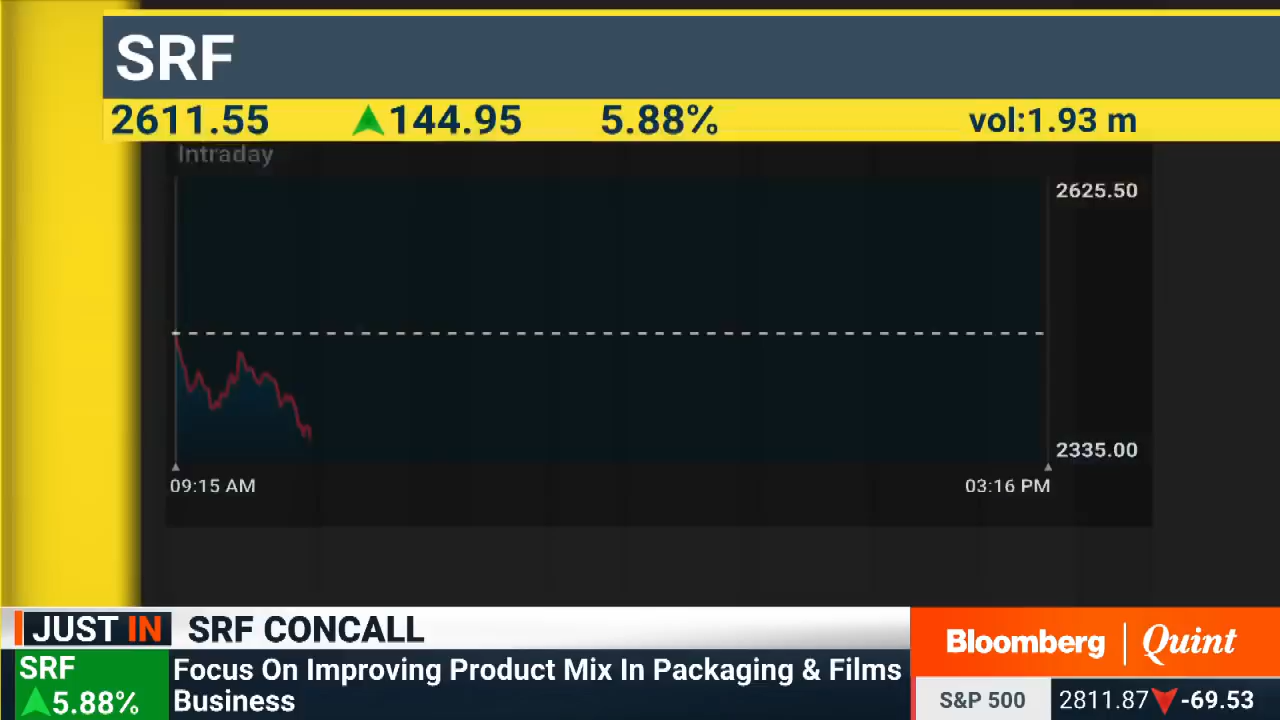 SRF
2611.55 ▲144.95 5.88% vol:1.93 m
Intraday
2625.50
2335.00
09:15 AM 03:16 PM
JUST IN SRF CONCALL
SRF
▲5.88%
Focus On Improving Product Mix In Packaging & Films
Business
Bloomberg | Quint
S&P 500 2811.87▼-69.53